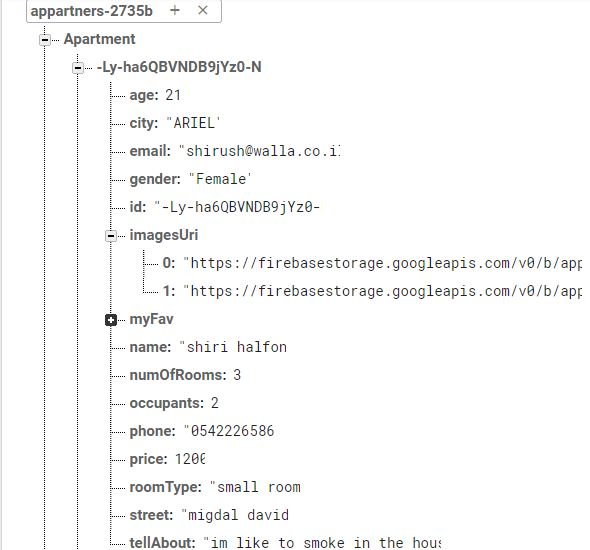 appartners-2735b + ×
Apartment
-Ly-ha6QBVNDB9jYz0-N
age: 21
city: "ARIEL'
email: "shirush@walla.co.i
gender: "Female'
id: "-Ly-ha6QBVNDB9jYz0-
imagesUri
0: "https://firebasestorage.googleapis.com/v0/b/app
1: "https://firebasestorage.googleapis.com/v0/b/app
myFav
name: "shiri halfon
numOfRooms: 3
occupants: 2
phone: "0542226586
price: 1200
roomType: "small room
street: "migdal david
tellAbout: "im like to smoke in the hous